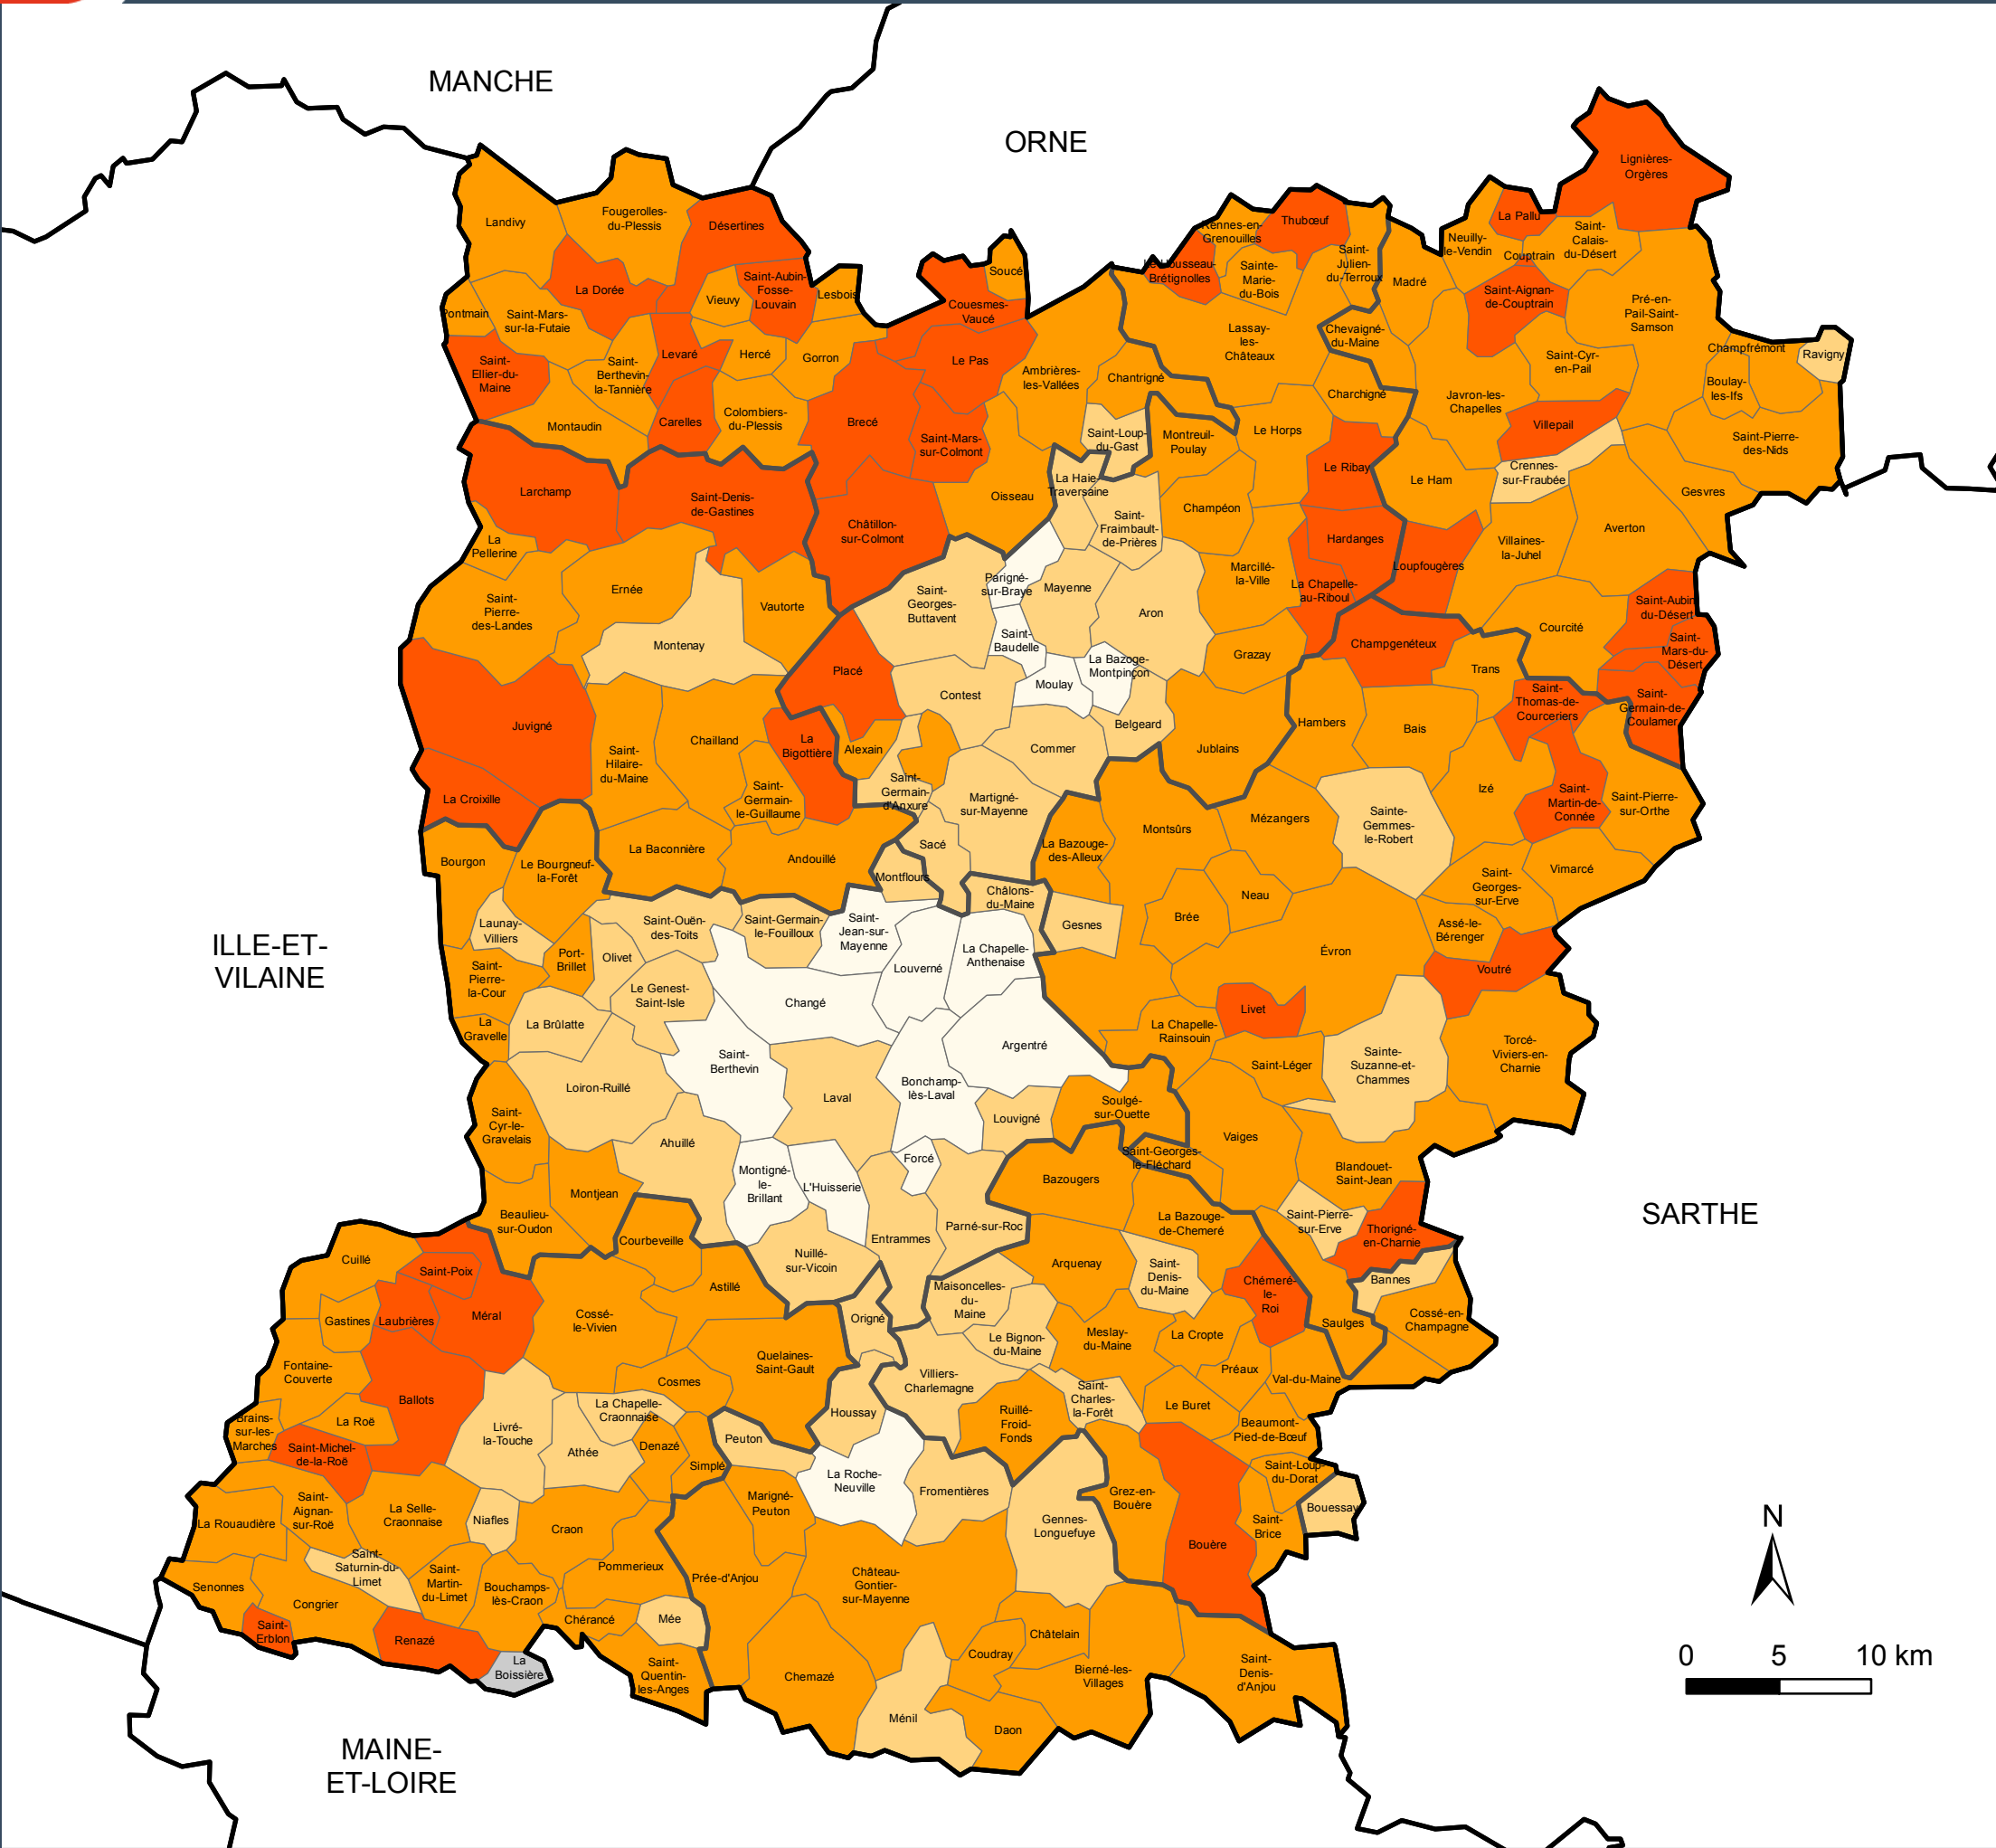 MANCHE
ORNE
Lignières-
Orgères
Landivy
Fougerolles-
du-Plessis
Désertines
Rennes-en-
Grenouilles
Thubœuf
La Pallu
Saint-
Calais-
du-Désert
Neuilly-
le-Vendin
Couptrain
Saint-
Julien-
du-Terroux
Le Housseau-
Brétignolles
Sainte-
Marie-
du-Bois
Madré
Soucé
La Dorée
Saint-Aubin-
Fosse-
Louvain
Vieuvy
Lesbois
Couesmes-
Vaucé
Saint-Aignan-
de-Couptrain
Pré-en-
Pail-Saint-
Samson
Pontmain
Saint-Mars-
sur-la-Futaie
Lassay-
les-
Châteaux
Chevaigné-
du-Maine
Champfrémont
Ravigny
Levaré
Hercé
Gorron
Le Pas
Saint-Cyr-
en-Pail
Saint-
Ellier-du-
Maine
Saint-
Berthevin-
la-Tannière
Ambrières-
les-Vallées
Chantrigné
Charchigné
Javron-les-
Chapelles
Boulay-
les-Ifs
Montaudin
Carelles
Colombiers-
du-Plessis
Brecé
Saint-Mars-
sur-Colmont
Saint-Loup-
du-Gast
Montreuil-
Poulay
Le Horps
Villepail
Saint-Pierre-
des-Nids
Larchamp
Saint-Denis-
de-Gastines
Oisseau
La Haie-
Traversaine
Le Ribay
Le Ham
Crennes-
sur-Fraubée
Gesvres
Châtillon-
sur-Colmont
Saint-
Fraimbault-
de-Prières
Champéon
Hardanges
Villaines-
la-Juhel
Averton
La
Pellerine
Ernée
Parigné-
sur-Braye
Mayenne
Marcillé-
la-Ville
La Chapelle-
au-Riboul
Loupfougères
Saint-
Pierre-
des-Landes
Vautorte
Saint-
Georges-
Buttavent
Aron
Saint-Aubin-
du-Désert
Courcité
Montenay
Saint-
Baudelle
Grazay
Champgenéteux
Saint-
Mars-du-
Désert
Placé
Contest
Moulay
La Bazoge-
Montpinçon
Trans
Juvigné
Saint-
Hilaire-
du-Maine
Chailland
La
Bigottière
Alexain
Commer
Belgeard
Jublains
Hambers
Bais
Saint-
Thomas-de-
Courceriers
Saint-
Germain-de-
Coulamer
La Croixille
Saint-
Germain-
le-Guillaume
Saint-
Germain-
d'Anxure
Martigné-
sur-Mayenne
Izé
Saint-
Martin-de-
Connée
Saint-Pierre-
sur-Orthe
Mézangers
Sainte-
Gemmes-
le-Robert
Montsûrs
Bourgon
Le Bourgneuf-
la-Forêt
La Baconnière
Andouillé
Sacé
Montflours
La Bazouge-
des-Alleux
Vimarcé
Saint-
Georges-
sur-Erve
Neau
Châlons-
du-Maine
Launay-
Villiers
Saint-Ouën-
des-Toits
Saint-Germain-
le-Fouilloux
Saint-
Jean-sur-
Mayenne
Gesnes
Brée
Assé-le-
Bérenger
ILLE-ET-
VILAINE
Port-
Brillet
Olivet
Louverné
La Chapelle-
Anthenaise
Évron
Voutré
Saint-
Pierre-
la-Cour
Le Genest-
Saint-Isle
Changé
Livet
La
Gravelle
La Brûlatte
Argentré
La Chapelle-
Rainsouin
Torcé-
Viviers-en-
Charnie
Saint-
Berthevin
Saint-Léger
Sainte-
Suzanne-et-
Chammes
Loiron-Ruillé
Laval
Bonchamp-
lès-Laval
Soulgé-
sur-Ouette
Saint-
Cyr-le-
Gravelais
Louvigné
Vaiges
Ahuillé
Forcé
Saint-Georges-
le-Fléchard
Blandouet-
Saint-Jean
Montjean
Montigné-
le-
Brillant
L'Huisserie
Bazougers
Beaulieu-
sur-Oudon
Courbeveille
Entrammes
Parné-sur-Roc
La Bazouge-
de-Chemeré
Saint-Pierre-
sur-Erve
Thorigné-
en-Charnie
SARTHE
Cuillé
Saint-Poix
Nuillé-
sur-Vicoin
Arquenay
Saint-
Denis-
du-Maine
Chémeré-
le-
Roi
Bannes
Astillé
Maisoncelles-
du-
Maine
Gastines
Laubrières
Méral
Cossé-
le-Vivien
Origné
Le Bignon-
du-Maine
Meslay-
du-Maine
La Cropte
Saulges
Cossé-en-
Champagne
Fontaine-
Couverte
Quelaines-
Saint-Gault
Villiers-
Charlemagne
Préaux
Val-du-Maine
Ballots
Cosmes
Saint-
Charles-
la-Forêt
Le Buret
Brains-
sur-les-
Marches
La Roë
Livré-
la-Touche
La Chapelle-
Craonnaise
Houssay
Ruillé-
Froid-
Fonds
Beaumont-
Pied-de-Bœuf
Saint-Michel-
de-la-Roë
Athée
Denazé
Peuton
Simplé
La Roche-
Neuville
Saint-Loup-
du-Dorat
La Rouaudière
Saint-
Aignan-
sur-Roë
La Selle-
Craonnaise
Niafles
Craon
Marigné-
Peuton
Fromentières
Grez-en-
Bouère
Bouessay
Gennes-
Longuefuye
Saint-
Brice
Bouère
N
Senonnes
Saint-
Saturnin-du-
Limet
Saint-
Martin-
du-Limet
Bouchamps-
lès-Craon
Pommerieux
Prée-d'Anjou
Château-
Gontier-
sur-Mayenne
Congrier
Chérancé
Mée
Saint-
Erblon
Renazé
La
Boissière
Saint-
Quentin-
les-Anges
Chemazé
Coudray
Châtelain
Bierné-les-
Villages
Saint-
Denis-
d'Anjou
Ménil
Daon
0 5 10 km
MAINE-
ET-LOIRE